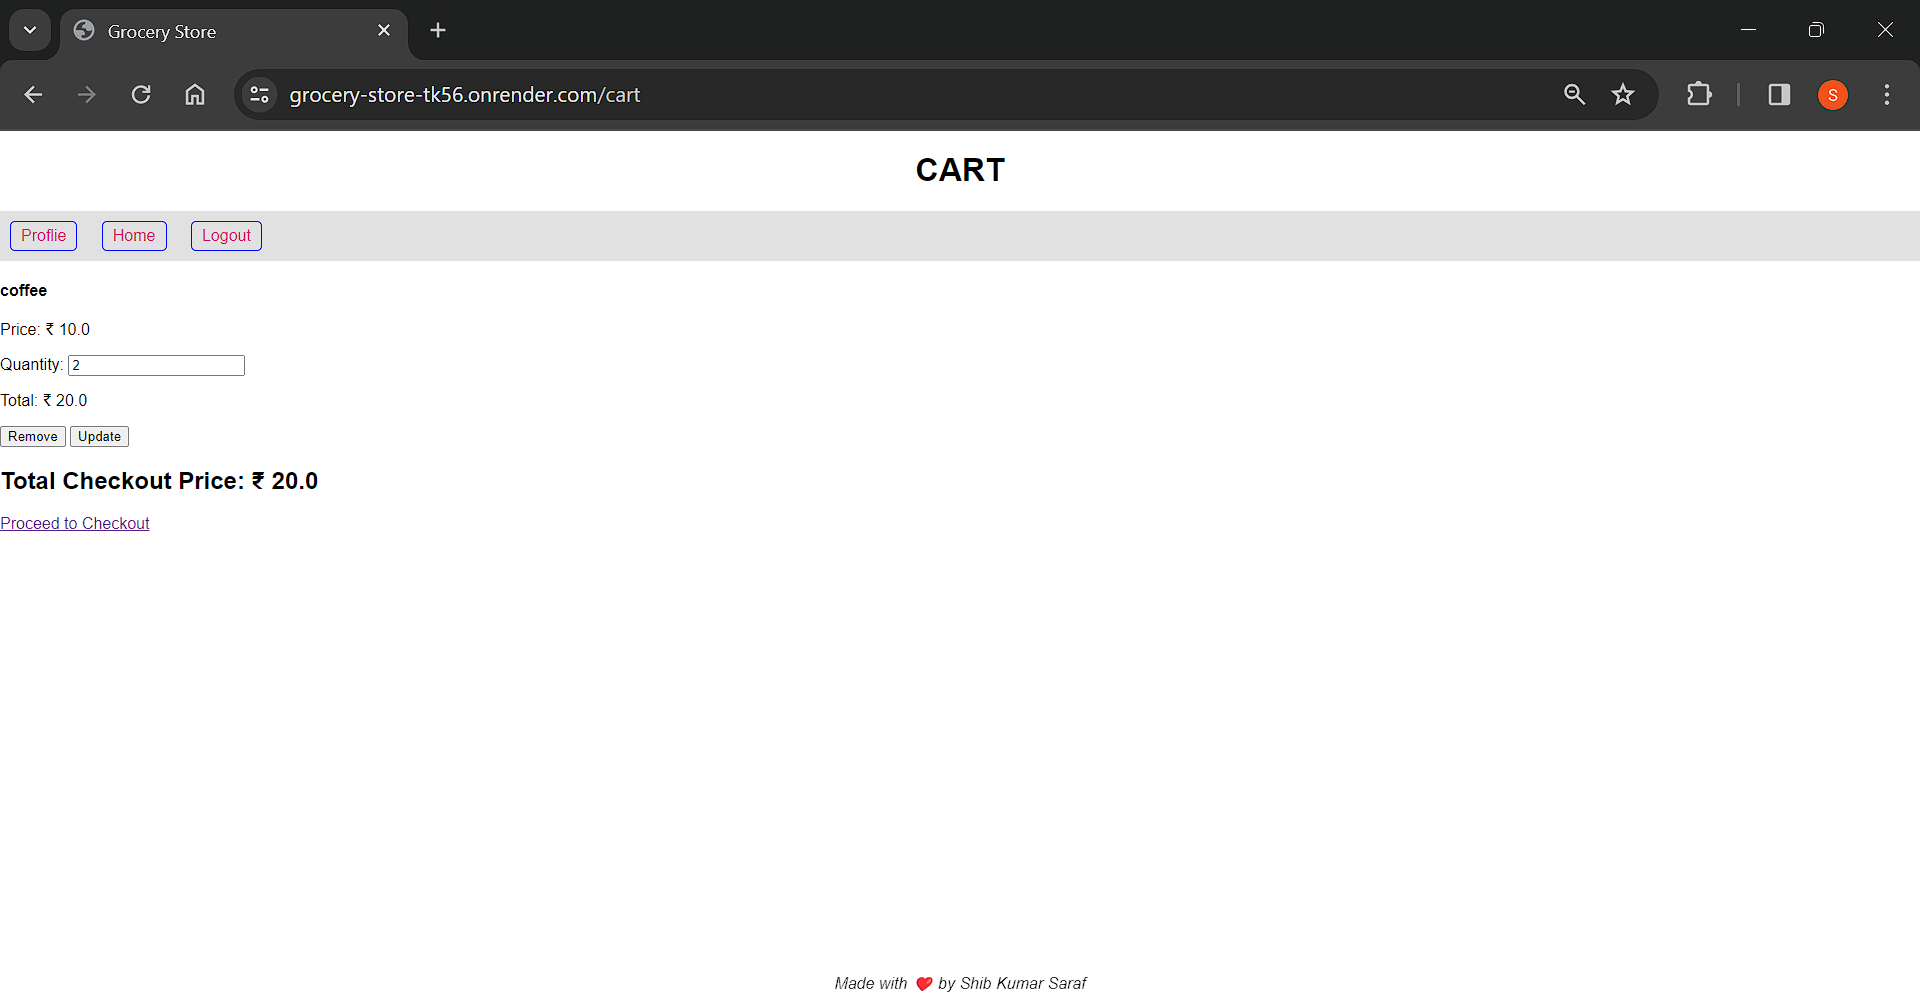 Grocery Store
grocery-store-tk56.onrender.com/cart
S
CART
Proflie Home Logout
coffee
Price: ₹ 10.0
Quantity: 2
Total: ₹ 20.0
Remove Update
Total Checkout Price: ₹ 20.0
Proceed to Checkout
Made with ❤️ by Shib Kumar Saraf